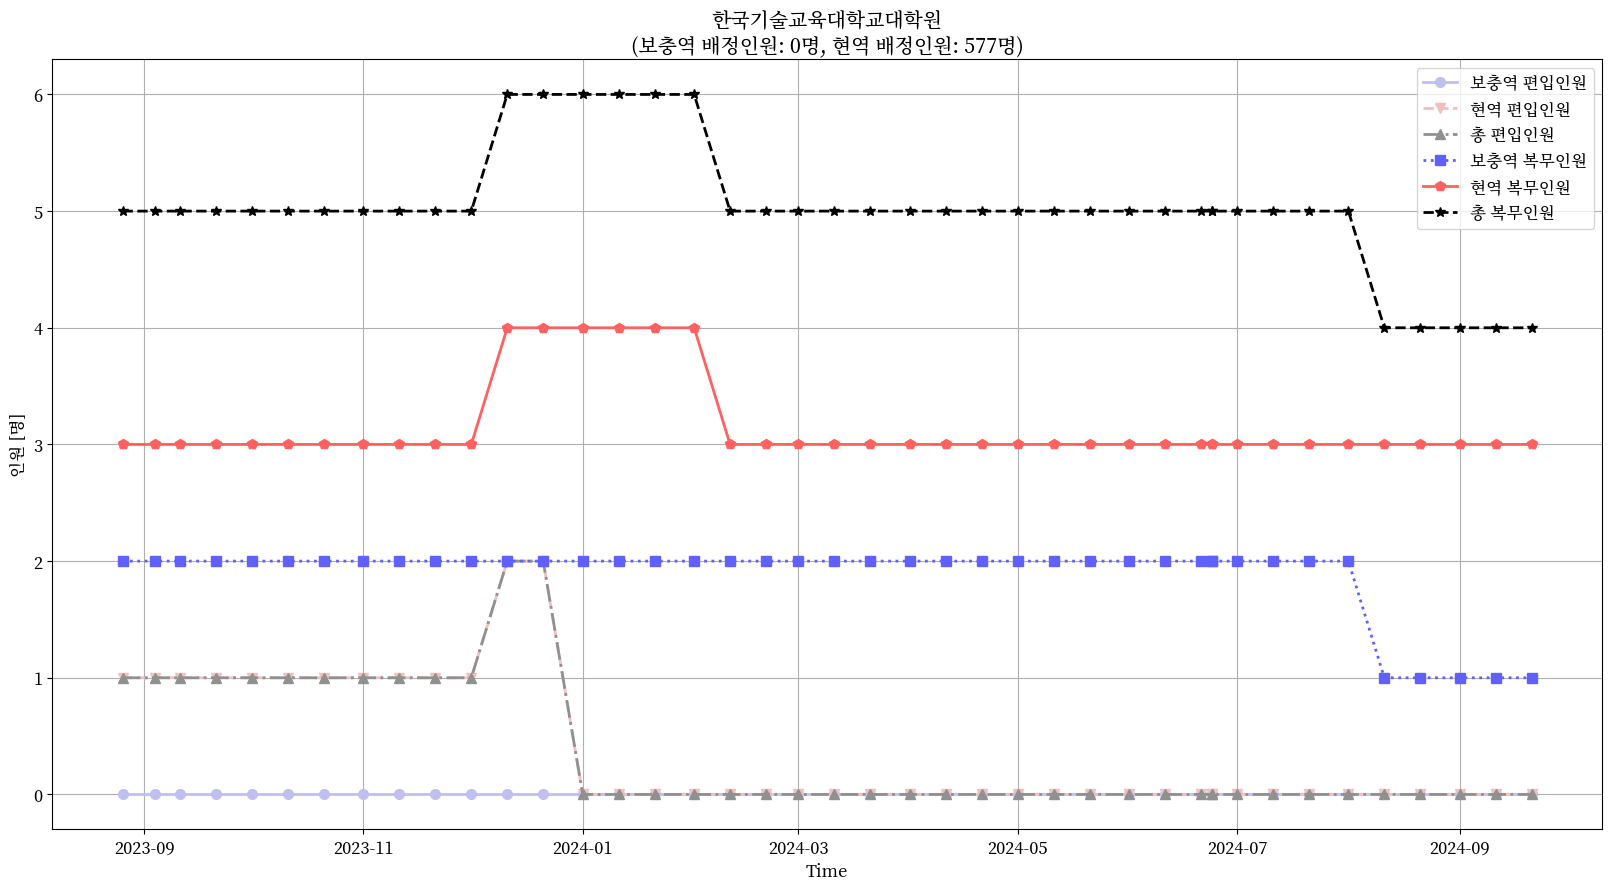 한국기술교육대학교대학원
(보충역 배정인원: 0명, 현역 배정인원: 577명)
보충역 편입인원
현역 편입인원
총 편입인원
보충역 복무인원
현역 복무인원
총 복무인원
인원 [명]
6
5
4
3
2
1
0
2023-09
2023-11
2024-01
2024-03
2024-05
2024-07
2024-09
Time